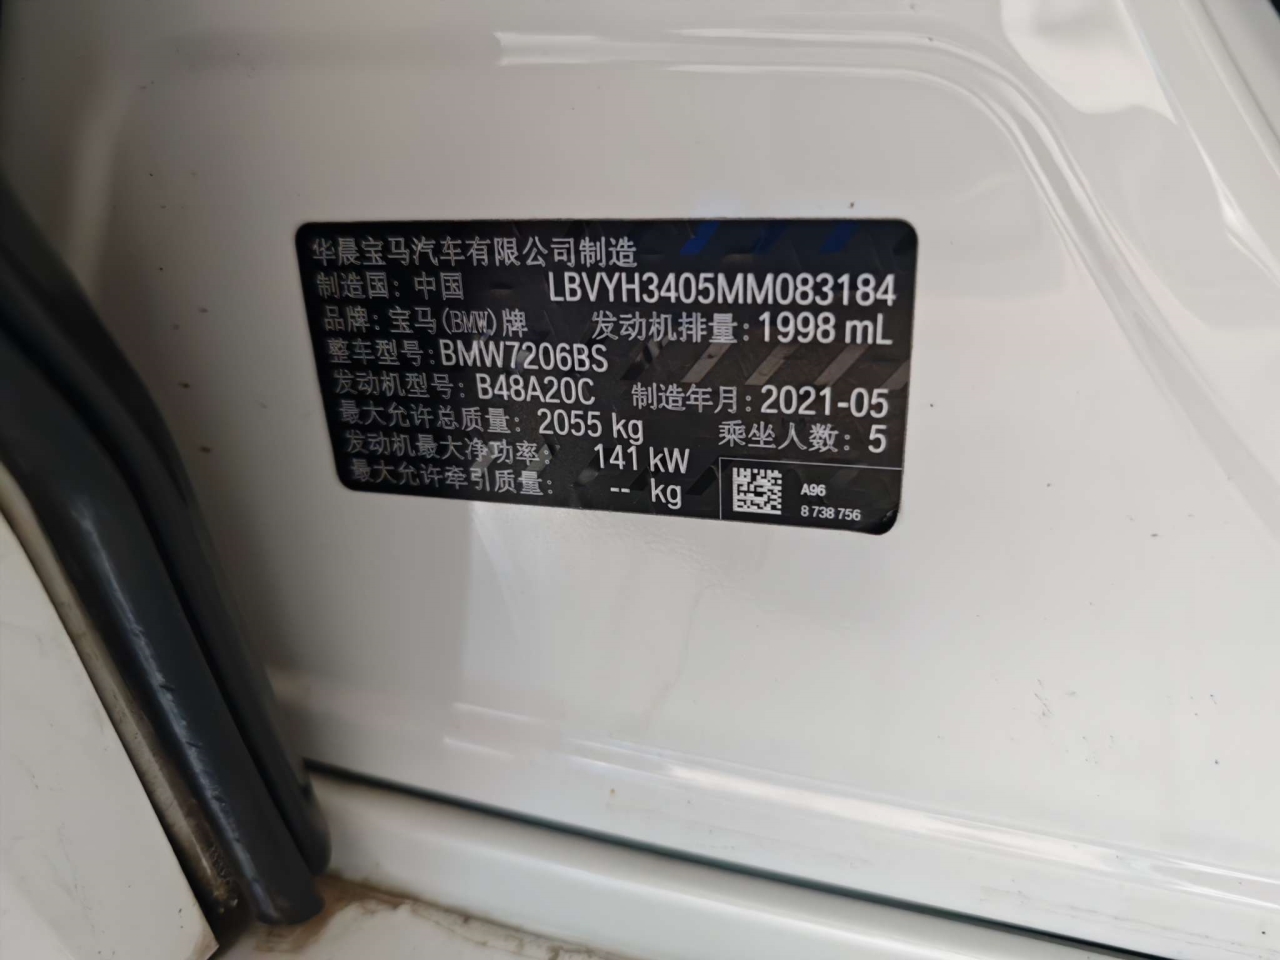 华晨宝马汽车有限公司制造
制造国：中国 LBVYH3405MM083184
品牌：宝马(BMW)牌 发动机排量：1998 mL
整车型号：BMW7206BS
发动机型号：B48A20C 制造年月：2021-05
最大允许总质量：2055 kg 乘坐人数：5
发动机最大净功率：141 kW
最大允许牵引质量：-- kg
A96
8 738 756